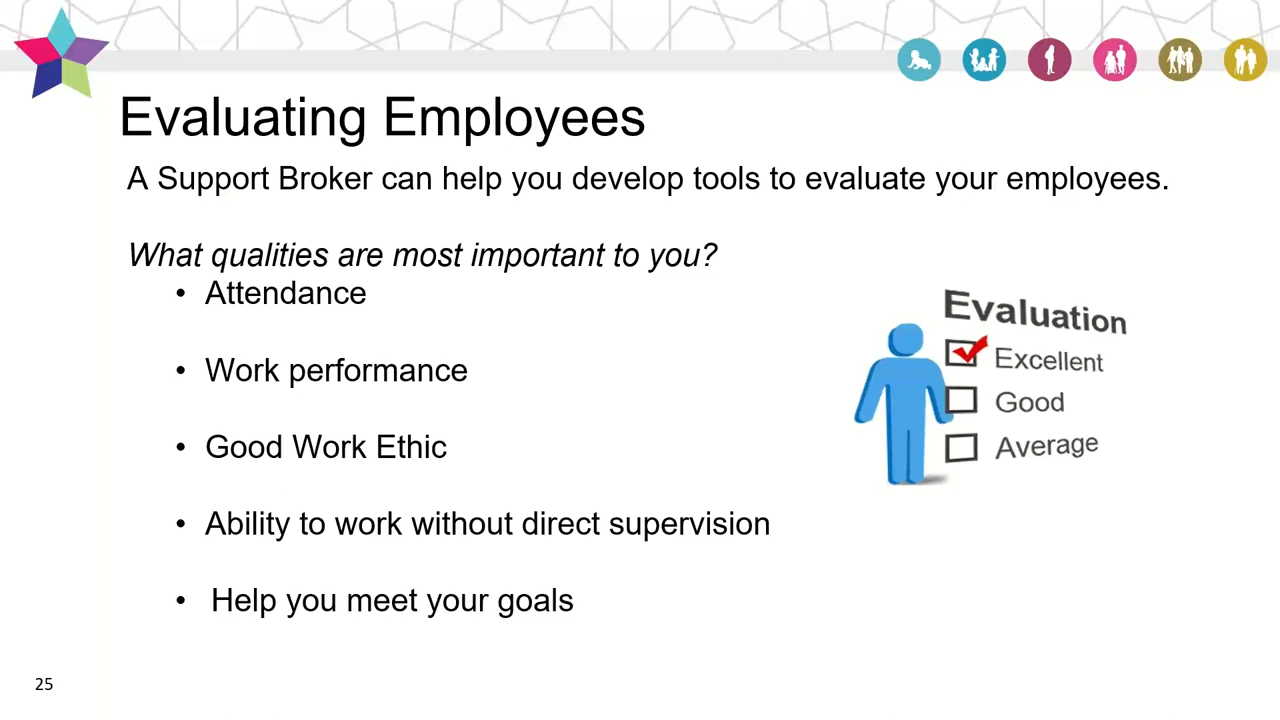 Evaluating Employees
A Support Broker can help you develop tools to evaluate your employees.
What qualities are most important to you?
• Attendance
• Work performance
• Good Work Ethic
• Ability to work without direct supervision
• Help you meet your goals
Evaluation
Excellent
Good
Average
25